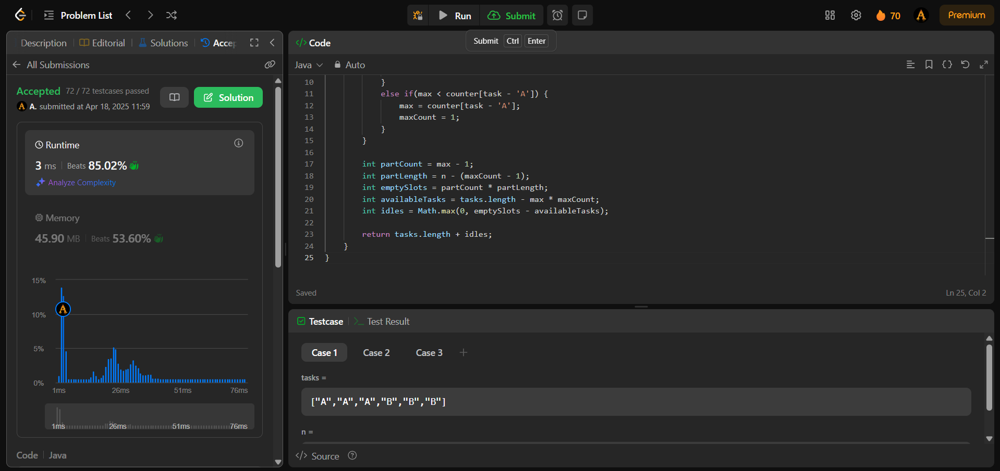 Problem List
Run
Submit
70
Premium
Submit Ctrl Enter
Description
Editorial
Solutions
Accep
All Submissions
Accepted 72 / 72 testcases passed
A. submitted at Apr 18, 2025 11:59
Solution
Runtime
3 ms Beats 85.02%
Analyze Complexity
Memory
45.90 MB Beats 53.60%
15%
10%
5%
0%
1ms 26ms 51ms 76ms
1ms 26ms 51ms 76ms
Code Java
</> Code
Java Auto
10 }
11 else if(max < counter[task - 'A']) {
12 max = counter[task - 'A'];
13 maxCount = 1;
14 }
15 }
16
17 int partCount = max - 1;
18 int partLength = n - (maxCount - 1);
19 int emptySlots = partCount * partLength;
20 int availableTasks = tasks.length - max * maxCount;
21 int idles = Math.max(0, emptySlots - availableTasks);
22
23 return tasks.length + idles;
24 }
25 }
Saved
Ln 25, Col 2
Testcase
Test Result
Case 1 Case 2 Case 3 +
tasks =
["A","A","A","B","B","B"]
n =
</> Source